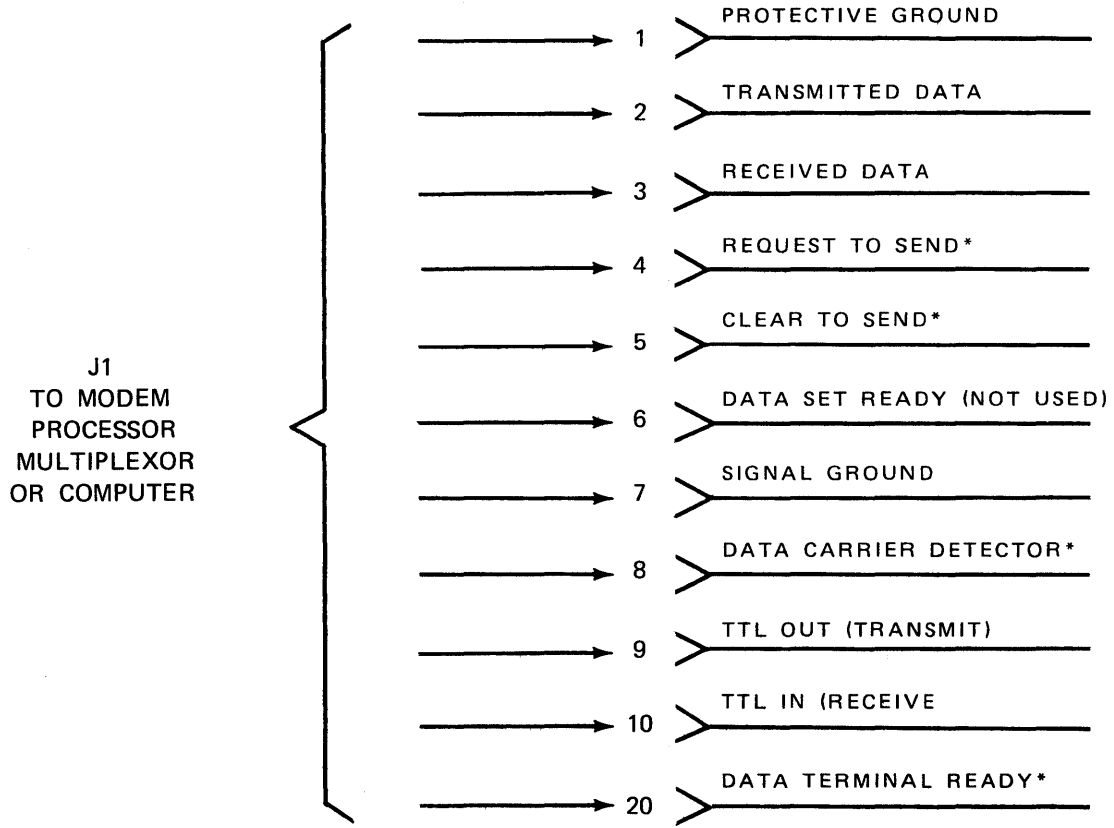 J1
TO MODEM
PROCESSOR
MULTIPLEXOR
OR COMPUTER
1 PROTECTIVE GROUND
2 TRANSMITTED DATA
3 RECEIVED DATA
4 REQUEST TO SEND*
5 CLEAR TO SEND*
6 DATA SET READY (NOT USED)
7 SIGNAL GROUND
8 DATA CARRIER DETECTOR*
9 TTL OUT (TRANSMIT)
10 TTL IN (RECEIVE
20 DATA TERMINAL READY*